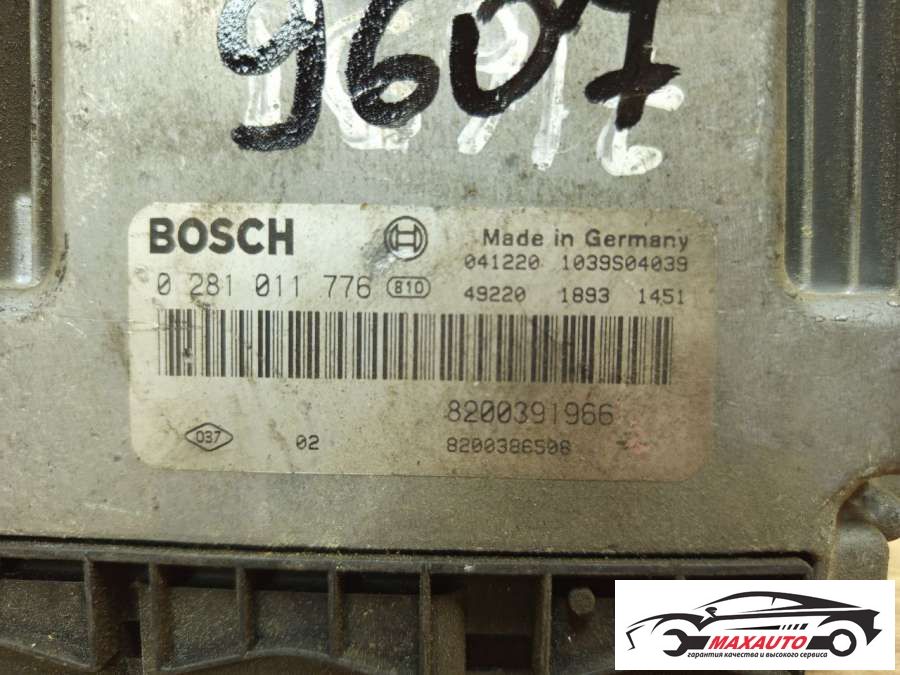 9607
BOSCH
Made in Germany
041220 1039S04039
0 281 011 776 810
49220 1893 1451
8200391966
037 02 8200386508
MAXAUTO
гарантия качества и высокого сервиса